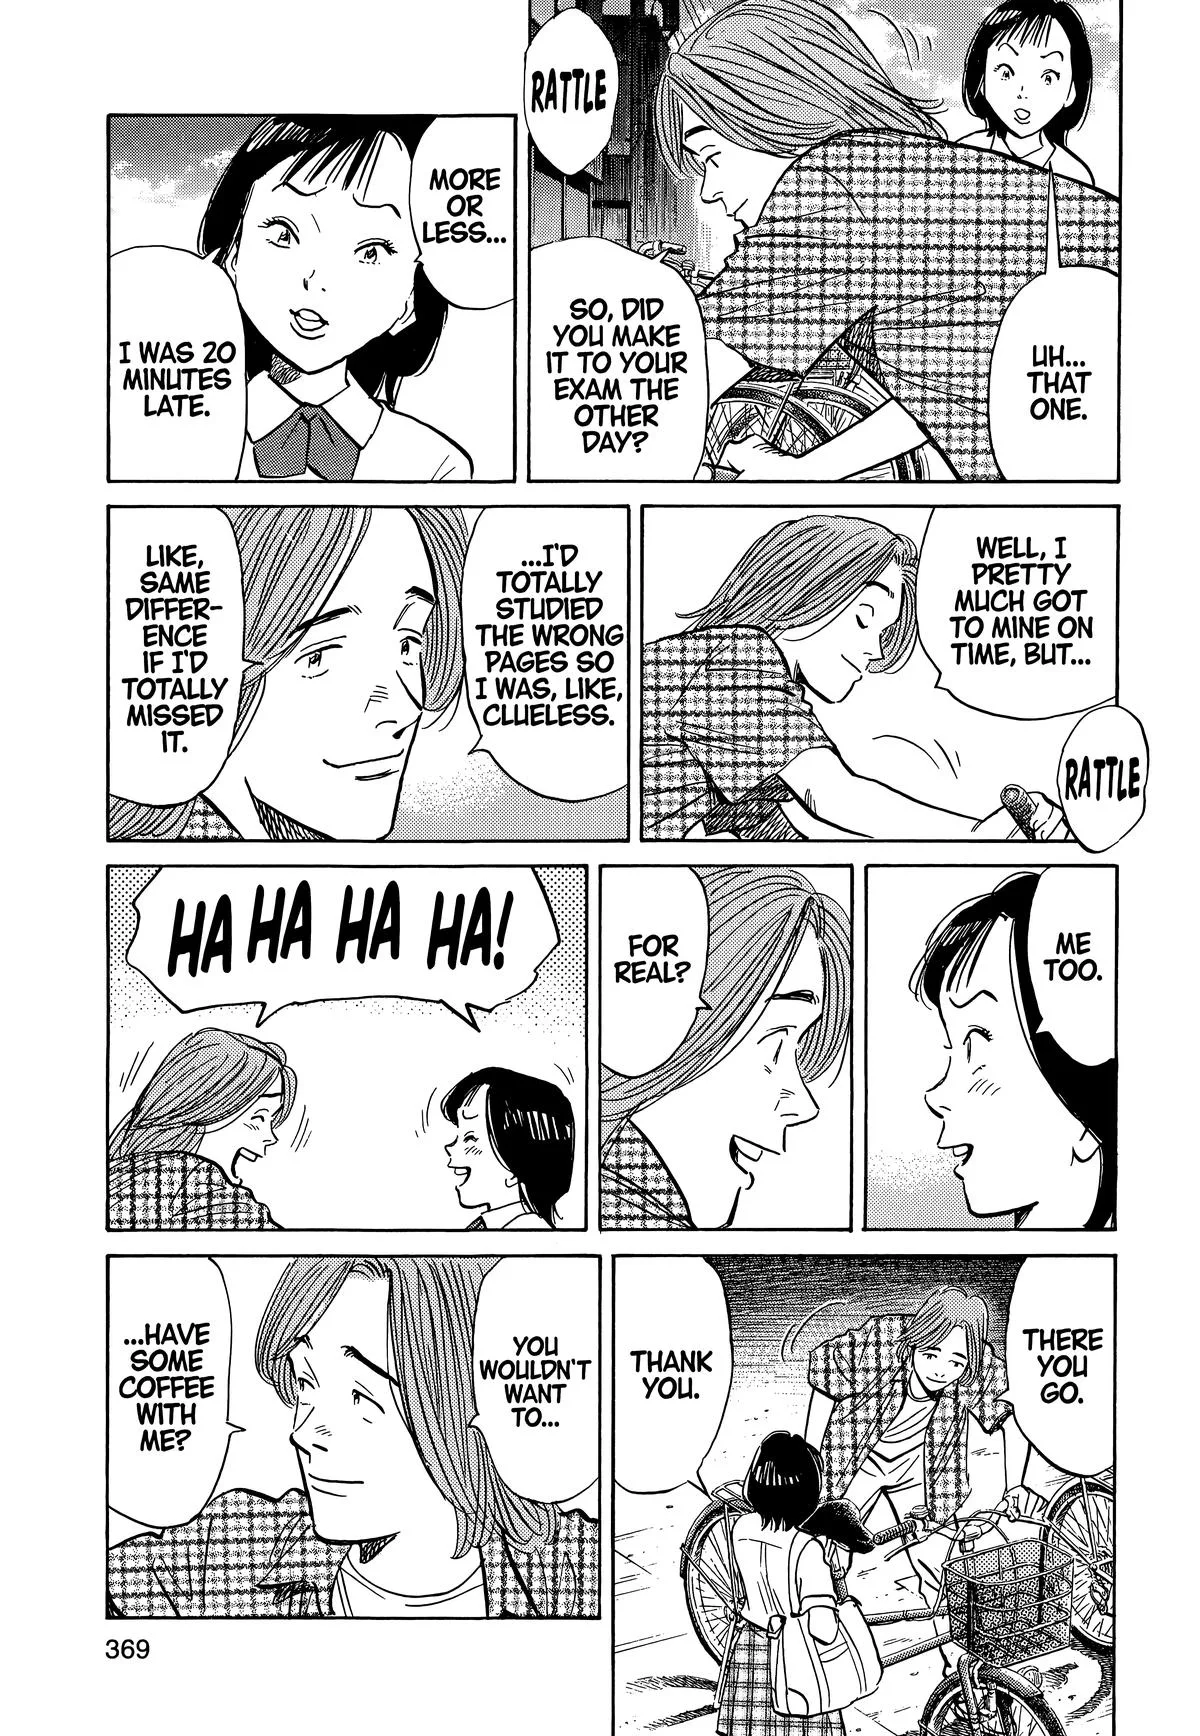 UH...
THAT
ONE.
RATTLE
SO, DID
YOU MAKE
IT TO YOUR
EXAM THE
OTHER
DAY?
MORE
OR
LESS...
I WAS 20
MINUTES
LATE.
WELL, I
PRETTY
MUCH GOT
TO MINE ON
TIME, BUT...
RATTLE
...I'D
TOTALLY
STUDIED
THE WRONG
PAGES SO
I WAS, LIKE,
CLUELESS.
LIKE,
SAME
DIFFER-
ENCE
IF I'D
TOTALLY
MISSED
IT.
ME
TOO.
FOR
REAL?
HA HA HA HA!
THERE
YOU
GO.
THANK
YOU.
YOU
WOULDN'T
WANT
TO...
...HAVE
SOME
COFFEE
WITH
ME?
369